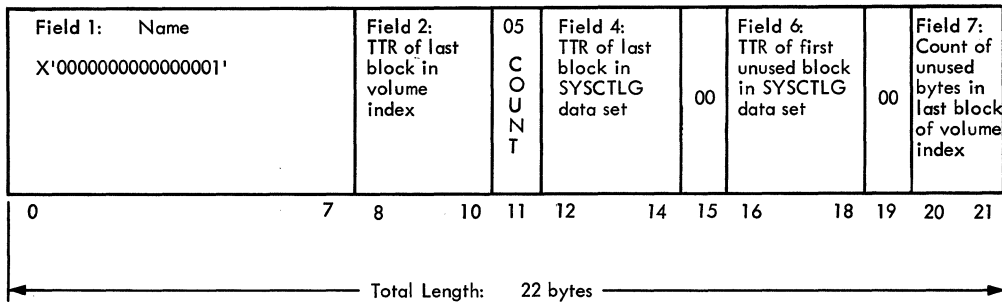 Field 1: Name
X'0000000000000001'
Field 2:
TTR of last
block in
volume
index
05
C
O
U
N
T
Field 4:
TTR of last
block in
SYSCTLG
data set
00
Field 6:
TTR of first
unused block
in SYSCTLG
data set
00
Field 7:
Count of
unused
bytes in
last block
of volume
index
0 7 8 10 11 12 14 15 16 18 19 20 21
Total Length: 22 bytes